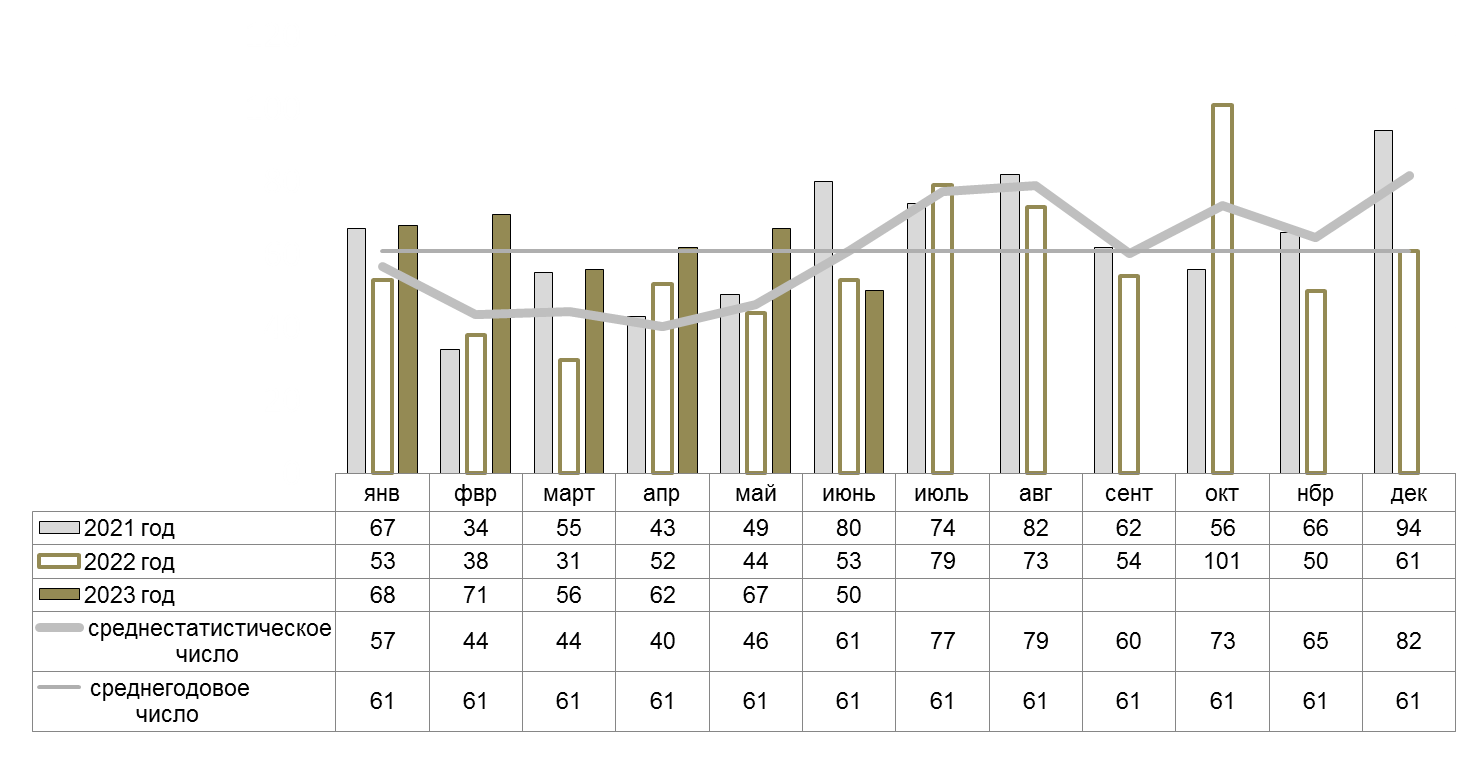 янв фвр март апр май июнь июль авг сент окт нбр дек
2021 год 67 34 55 43 49 80 74 82 62 56 66 94
2022 год 53 38 31 52 44 53 79 73 54 101 50 61
2023 год 68 71 56 62 67 50
среднестатистическое
число 57 44 44 40 46 61 77 79 60 73 65 82
среднегодовое
число 61 61 61 61 61 61 61 61 61 61 61 61